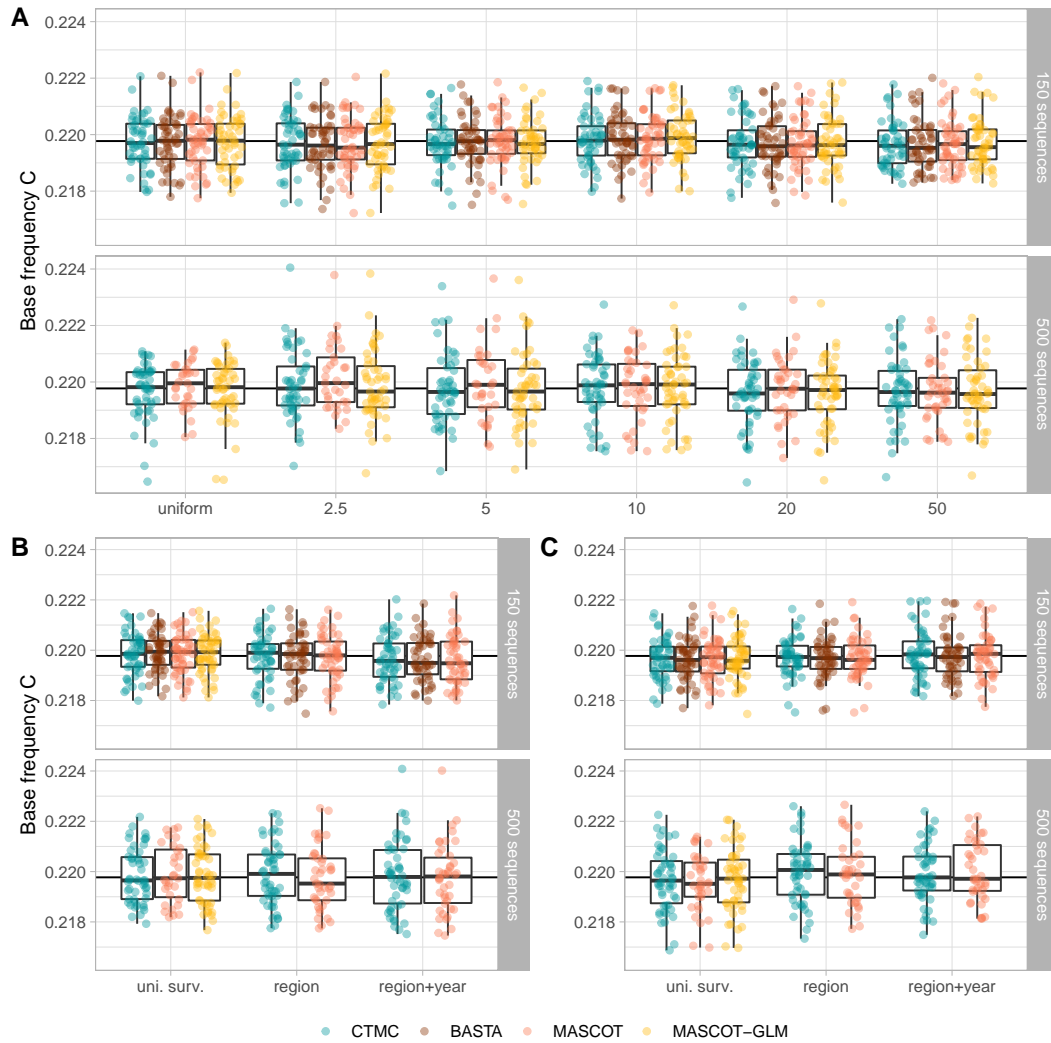 A
Base frequency C
0.224
0.222
0.220
0.218
150 sequences
0.224
0.222
0.220
0.218
500 sequences
uniform 2.5 5 10 20 50
B
Base frequency C
0.224
0.222
0.220
0.218
150 sequences
0.224
0.222
0.220
0.218
500 sequences
uni. surv. region region+year
C
0.224
0.222
0.220
0.218
150 sequences
0.224
0.222
0.220
0.218
500 sequences
uni. surv. region region+year
CTMC BASTA MASCOT MASCOT−GLM